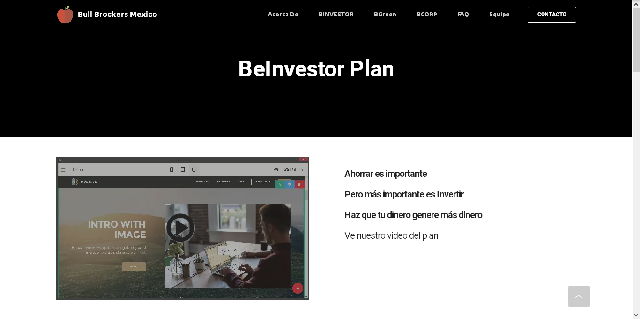 Bull Brockers Mexico
Acerca De
BINVESTOR
BGreen
BCORP
FAQ
Equipo
CONTACTO
BeInvestor Plan
Ahorrar es importante
Pero más importante es Invertir
Haz que tu dinero genere más dinero
Ve nuestro video del plan
INTRO WITH
IMAGE